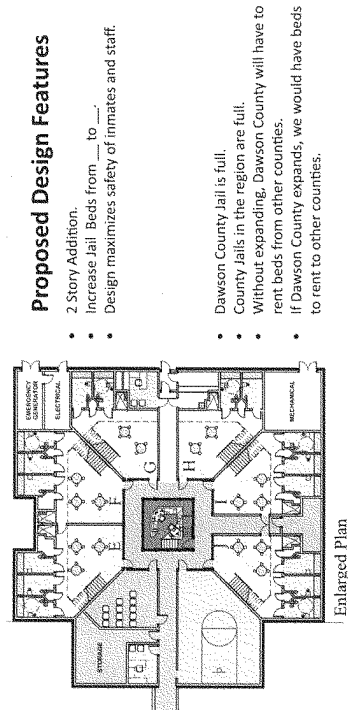 Proposed Design Features
• 2 Story Addition.
• Increase Jail Beds from ___ to ___.
• Design maximizes safety of inmates and staff.
• Dawson County Jail is full.
• County Jails in the region are full.
• Without expanding, Dawson County will have to
rent beds from other counties.
• If Dawson County expands, we would have beds
to rent to other counties.
EMERGENCY
GENERATOR
ELECTRICAL
STORAGE
E
F
G
H
MECHANICAL
Enlarged Plan